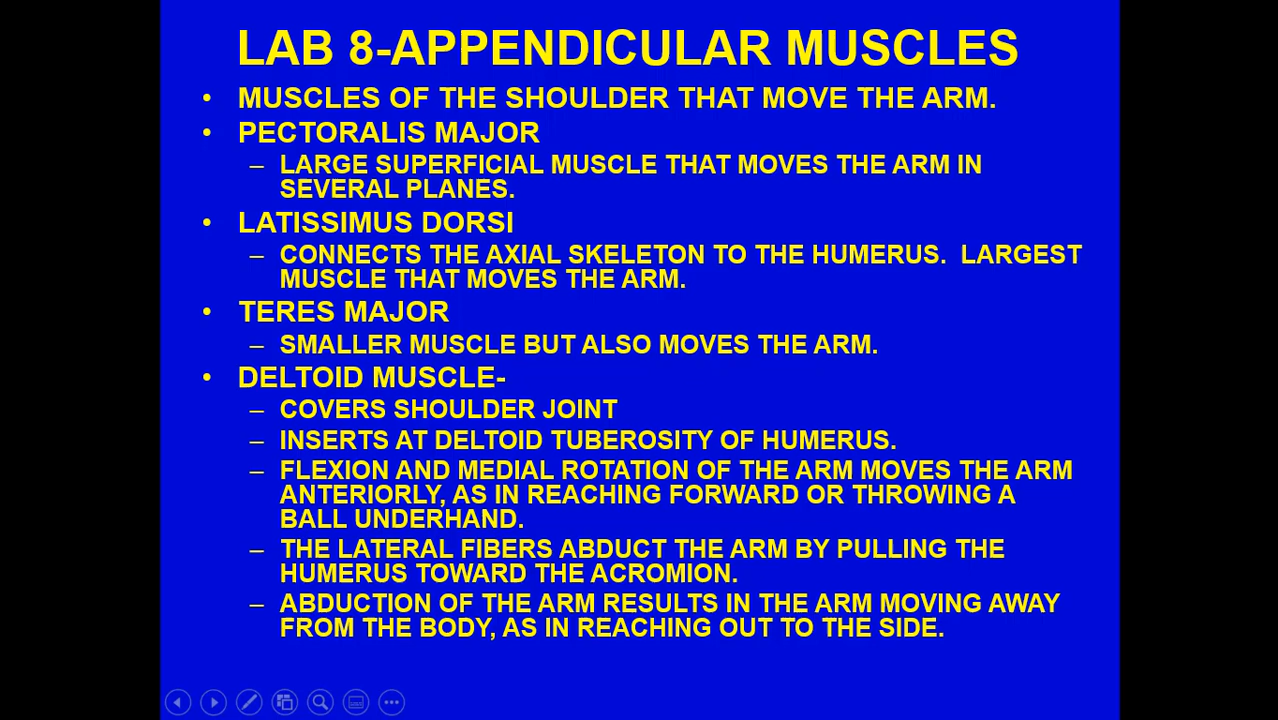 LAB 8-APPENDICULAR MUSCLES
• MUSCLES OF THE SHOULDER THAT MOVE THE ARM.
• PECTORALIS MAJOR
– LARGE SUPERFICIAL MUSCLE THAT MOVES THE ARM IN
SEVERAL PLANES.
• LATISSIMUS DORSI
– CONNECTS THE AXIAL SKELETON TO THE HUMERUS.  LARGEST
MUSCLE THAT MOVES THE ARM.
• TERES MAJOR
– SMALLER MUSCLE BUT ALSO MOVES THE ARM.
• DELTOID MUSCLE-
– COVERS SHOULDER JOINT
– INSERTS AT DELTOID TUBEROSITY OF HUMERUS.
– FLEXION AND MEDIAL ROTATION OF THE ARM MOVES THE ARM
ANTERIORLY, AS IN REACHING FORWARD OR THROWING A
BALL UNDERHAND.
– THE LATERAL FIBERS ABDUCT THE ARM BY PULLING THE
HUMERUS TOWARD THE ACROMION.
– ABDUCTION OF THE ARM RESULTS IN THE ARM MOVING AWAY
FROM THE BODY, AS IN REACHING OUT TO THE SIDE.